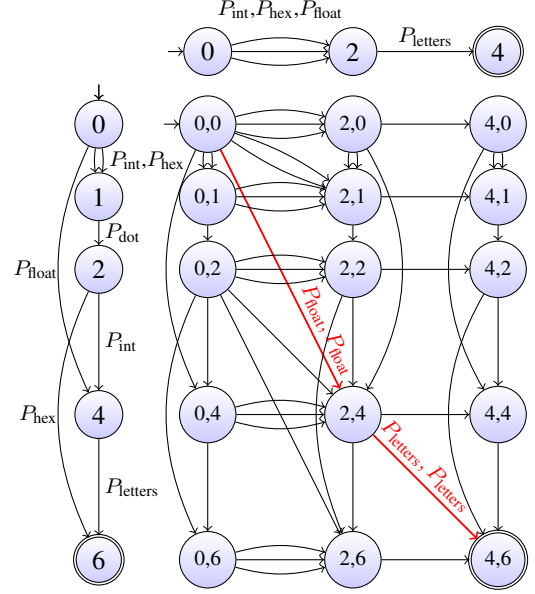 P_int,P_hex,P_float
0 2 P_letters 4
0 0,0 2,0 4,0
P_int,P_hex
1 0,1 2,1 4,1
P_dot
2 0,2 2,2 4,2
P_float
P_float, P_float
P_int
P_hex
4 0,4 2,4 4,4
P_letters, P_letters
P_letters
6 0,6 2,6 4,6